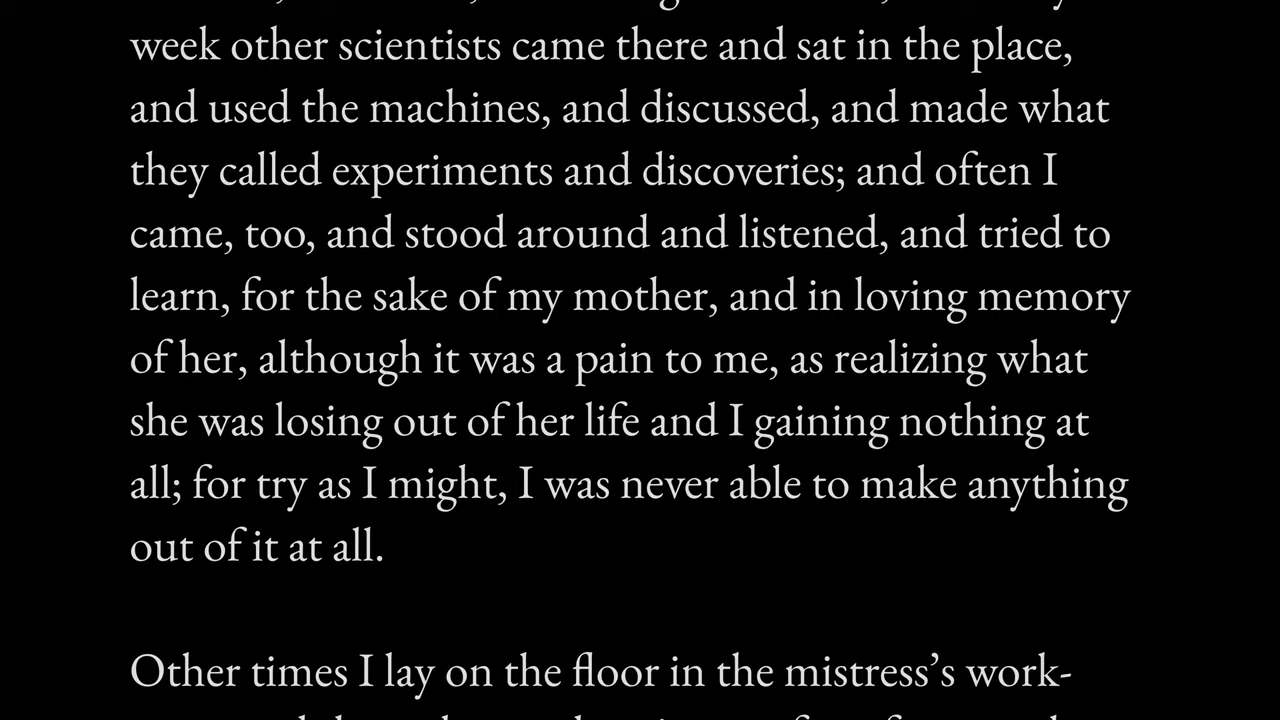 week other scientists came there and sat in the place,
and used the machines, and discussed, and made what
they called experiments and discoveries; and often I
came, too, and stood around and listened, and tried to
learn, for the sake of my mother, and in loving memory
of her, although it was a pain to me, as realizing what
she was losing out of her life and I gaining nothing at
all; for try as I might, I was never able to make anything
out of it at all.
Other times I lay on the floor in the mistress’s work-